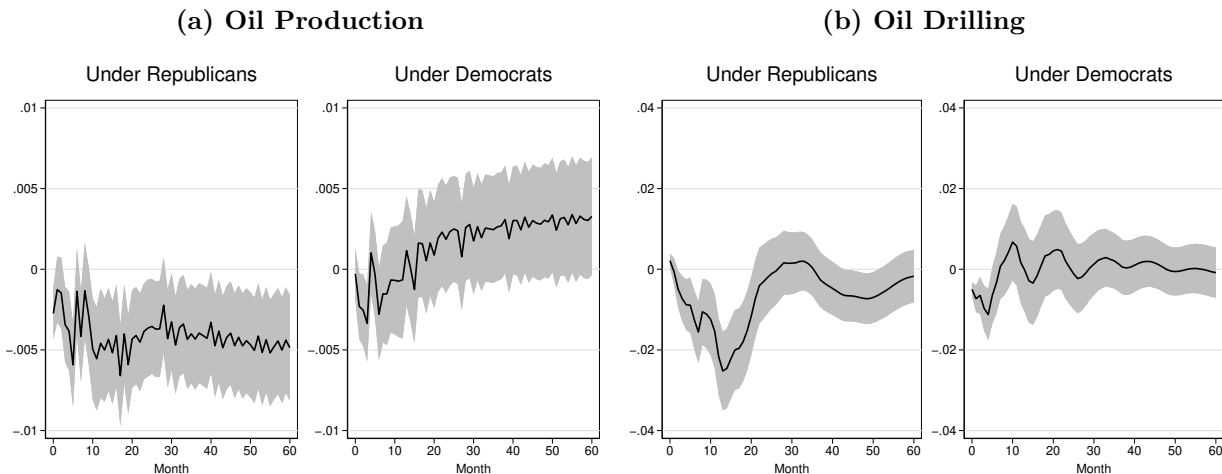 (a) Oil Production
(b) Oil Drilling
Under Republicans
Under Democrats
Under Republicans
Under Democrats
.01
.005
0
−.005
−.01
0 10 20 30 40 50 60
Month
.01
.005
0
−.005
−.01
0 10 20 30 40 50 60
Month
.04
.02
0
−.02
−.04
0 10 20 30 40 50 60
Month
.04
.02
0
−.02
−.04
0 10 20 30 40 50 60
Month